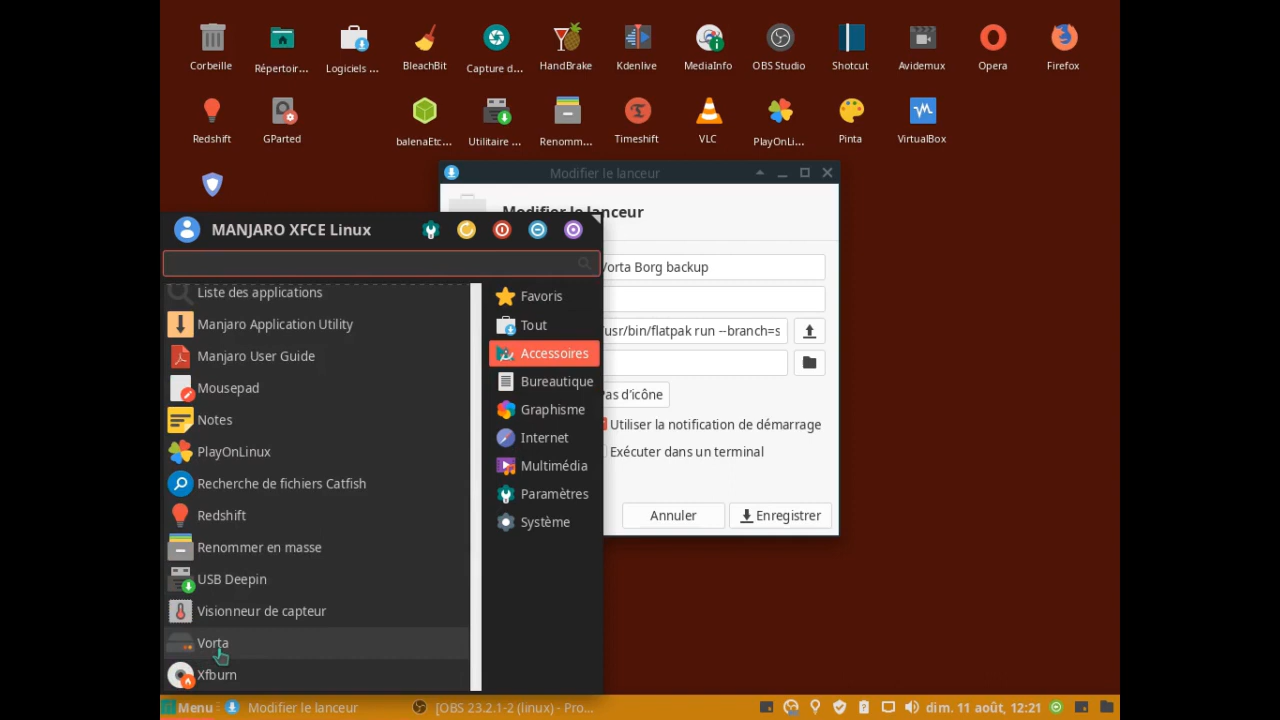 Corbeille
Répertoir...
Logiciels ...
BleachBit
Capture d...
HandBrake
Kdenlive
MediaInfo
OBS Studio
Shotcut
Avidemux
Opera
Firefox
Redshift
GParted
balenaEtc...
Utilitaire ...
Renomm...
Timeshift
VLC
PlayOnLi...
Pinta
VirtualBox
Modifier le lanceur
Modifier le lanceur
MANJARO XFCE Linux
Vorta Borg backup
usr/bin/flatpak run --branch=s
Pas d'icône
Utiliser la notification de démarrage
Exécuter dans un terminal
Annuler
Enregistrer
Liste des applications
Manjaro Application Utility
Manjaro User Guide
Mousepad
Notes
PlayOnLinux
Recherche de fichiers Catfish
Redshift
Renommer en masse
USB Deepin
Visionneur de capteur
Vorta
Xfburn
Favoris
Tout
Accessoires
Bureautique
Graphisme
Internet
Multimédia
Paramètres
Système
Menu
Modifier le lanceur
[OBS 23.2.1-2 (linux) - Pro...
dim. 11 août, 12:21